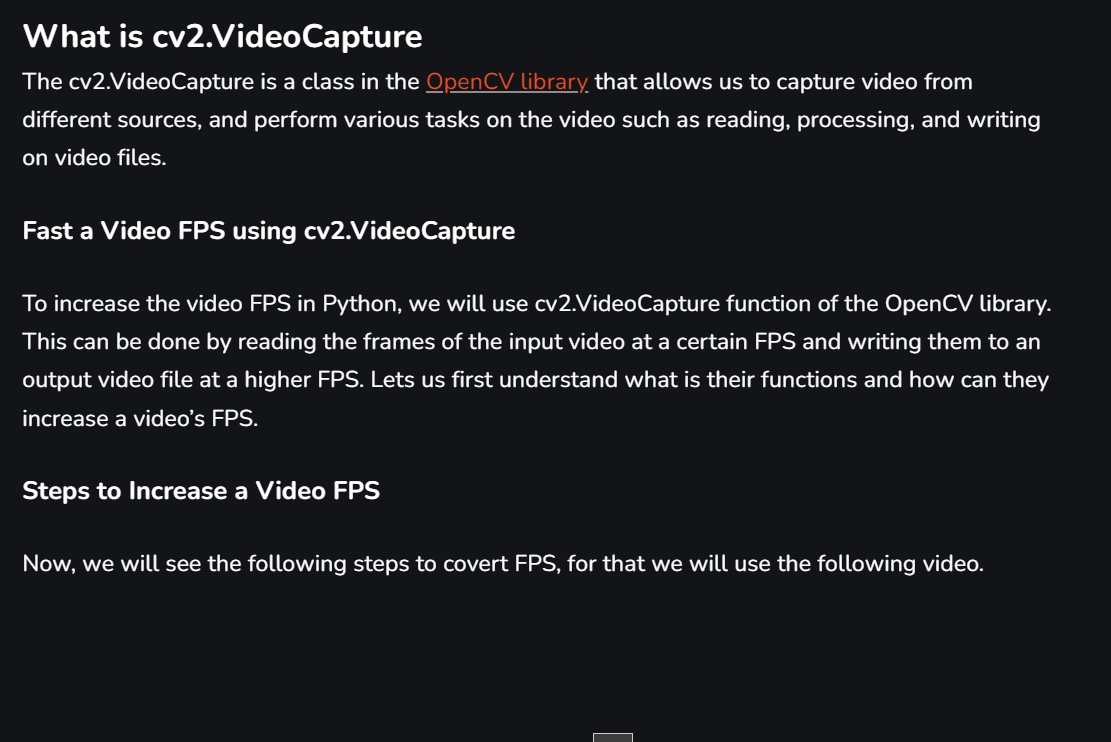 What is cv2.VideoCapture
The cv2.VideoCapture is a class in the OpenCV library that allows us to capture video from
different sources, and perform various tasks on the video such as reading, processing, and writing
on video files.
Fast a Video FPS using cv2.VideoCapture
To increase the video FPS in Python, we will use cv2.VideoCapture function of the OpenCV library.
This can be done by reading the frames of the input video at a certain FPS and writing them to an
output video file at a higher FPS. Lets us first understand what is their functions and how can they
increase a video’s FPS.
Steps to Increase a Video FPS
Now, we will see the following steps to covert FPS, for that we will use the following video.